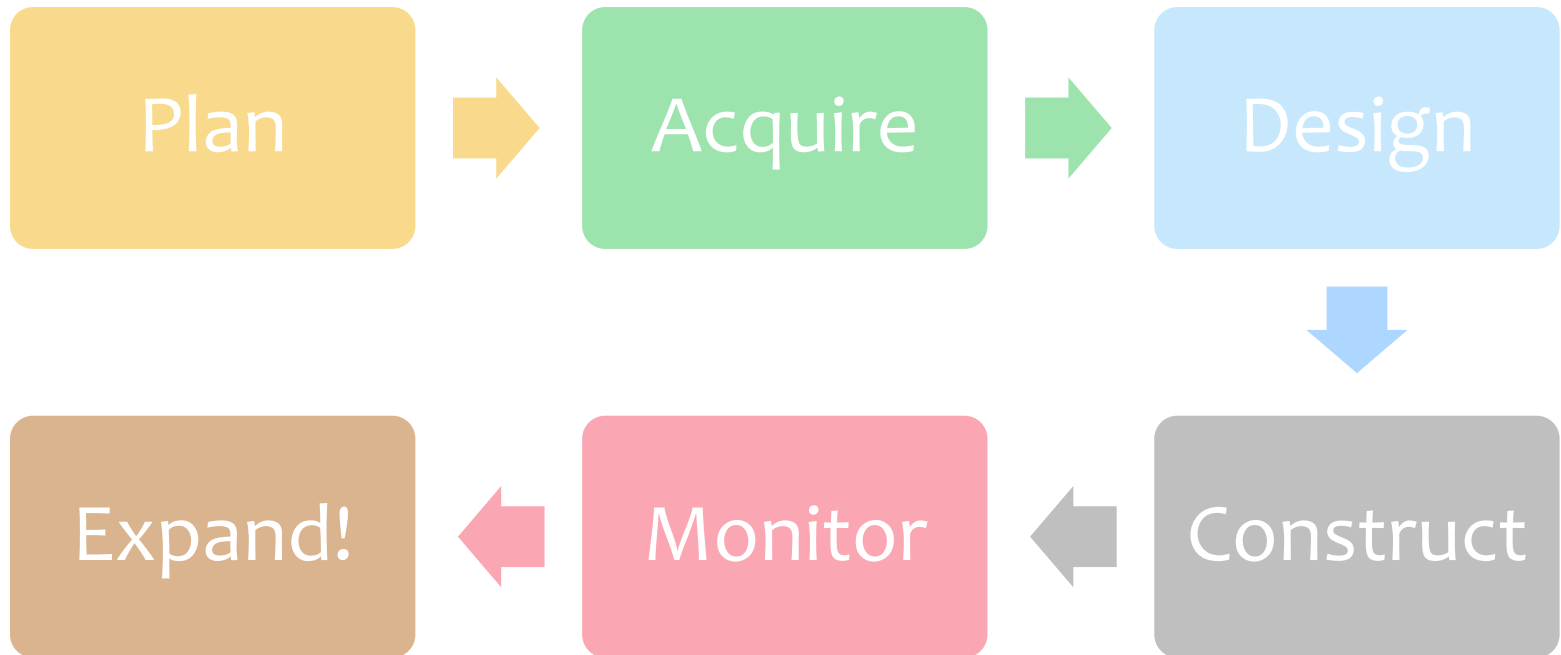 Plan
Acquire
Design
Construct
Monitor
Expand!